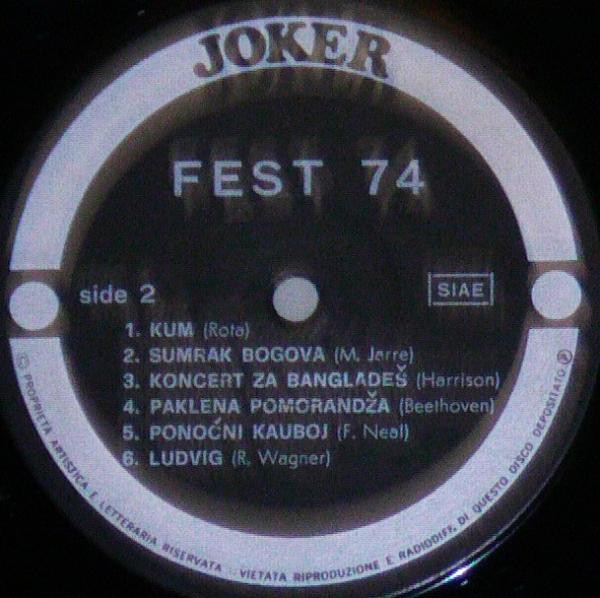 JOKER
FEST 74
side 2
SIAE
1. KUM (Rota)
2. SUMRAK BOGOVA (M. Jarre)
3. KONCERT ZA BANGLADEŠ (Harrison)
4. PAKLENA POMORANDŽA (Beethoven)
5. PONOĆNI KAUBOJ (F. Neal)
6. LUDVIG (R. Wagner)
© PROPRIETÀ ARTISTICA E LETTERARIA RISERVATA - VIETATA RIPRODUZIONE E RADIODIFF. DI QUESTO DISCO DEPOSITATO ℗